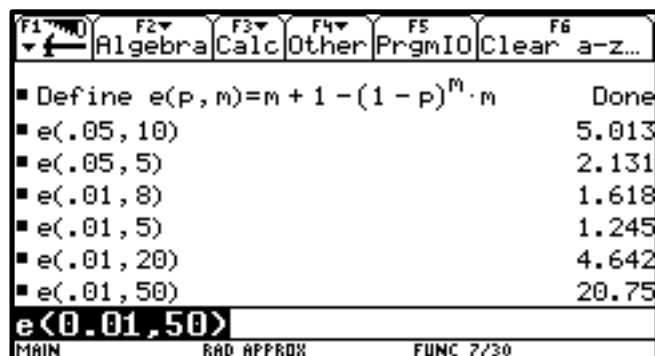 F1 F2 Algebra F3 Calc F4 Other F5 PrgmIO F6 Clear a-z...
▪ Define e(p,m)=m + 1 - (1 - p)^m · m Done
▪ e(.05, 10) 5.013
▪ e(.05, 5) 2.131
▪ e(.01, 8) 1.618
▪ e(.01, 5) 1.245
▪ e(.01, 20) 4.642
▪ e(.01, 50) 20.75
e(0.01,50)
MAIN RAD APPROX FUNC 7/30